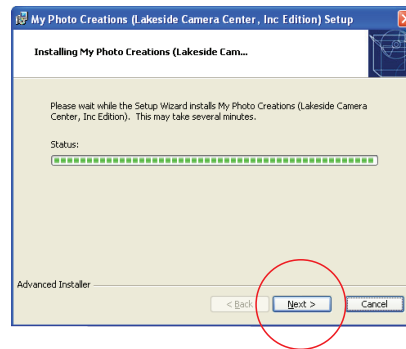 My Photo Creations (Lakeside Camera Center, Inc Edition) Setup
Installing My Photo Creations (Lakeside Cam...
Please wait while the Setup Wizard installs My Photo Creations (Lakeside Camera
Center, Inc Edition). This may take several minutes.
Status:
Advanced Installer
< Back
Next >
Cancel